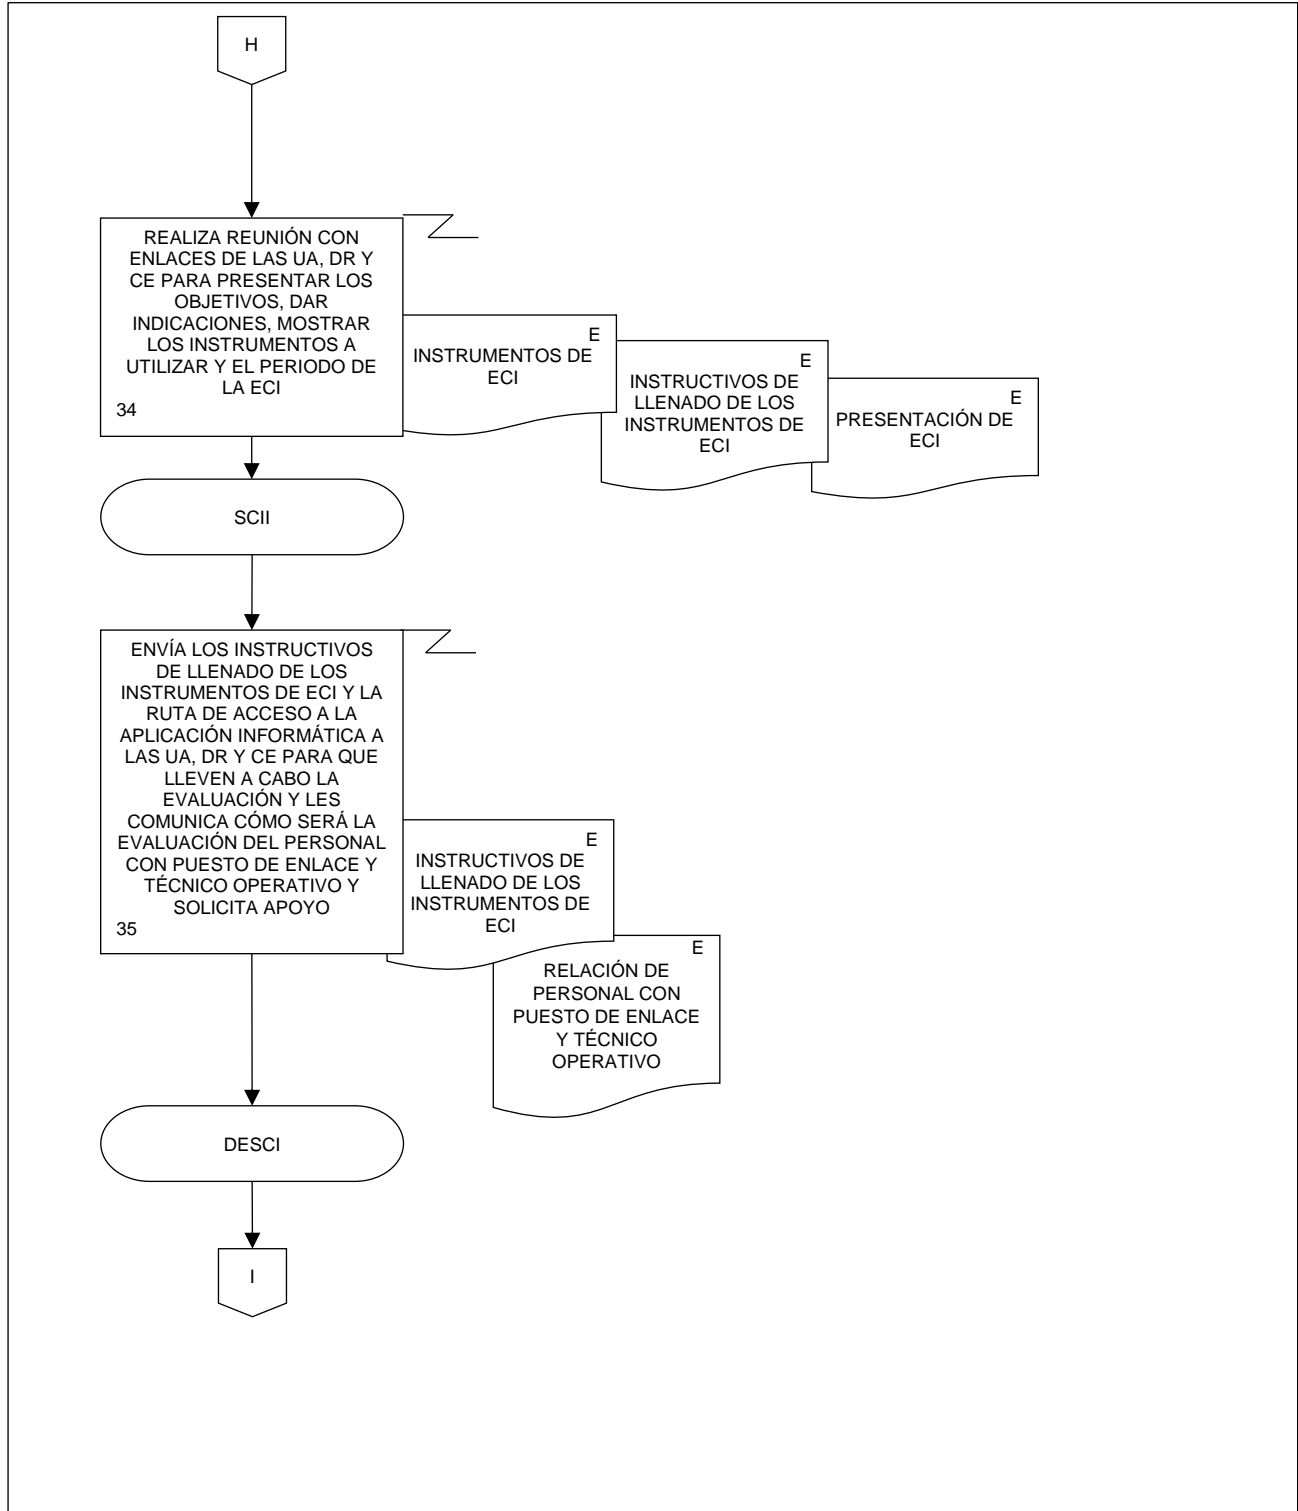 H
REALIZA REUNIÓN CON
ENLACES DE LAS UA, DR Y
CE PARA PRESENTAR LOS
OBJETIVOS, DAR
INDICACIONES, MOSTRAR
LOS INSTRUMENTOS A
UTILIZAR Y EL PERIODO DE
LA ECI
34
E
INSTRUMENTOS DE
ECI
E
INSTRUCTIVOS DE
LLENADO DE LOS
INSTRUMENTOS DE
ECI
E
PRESENTACIÓN DE
ECI
SCII
ENVÍA LOS INSTRUCTIVOS
DE LLENADO DE LOS
INSTRUMENTOS DE ECI Y LA
RUTA DE ACCESO A LA
APLICACIÓN INFORMÁTICA A
LAS UA, DR Y CE PARA QUE
LLEVEN A CABO LA
EVALUACIÓN Y LES
COMUNICA CÓMO SERÁ LA
EVALUACIÓN DEL PERSONAL
CON PUESTO DE ENLACE Y
TÉCNICO OPERATIVO Y
SOLICITA APOYO
35
E
INSTRUCTIVOS DE
LLENADO DE LOS
INSTRUMENTOS DE
ECI
E
RELACIÓN DE
PERSONAL CON
PUESTO DE ENLACE
Y TÉCNICO
OPERATIVO
DESCI
I